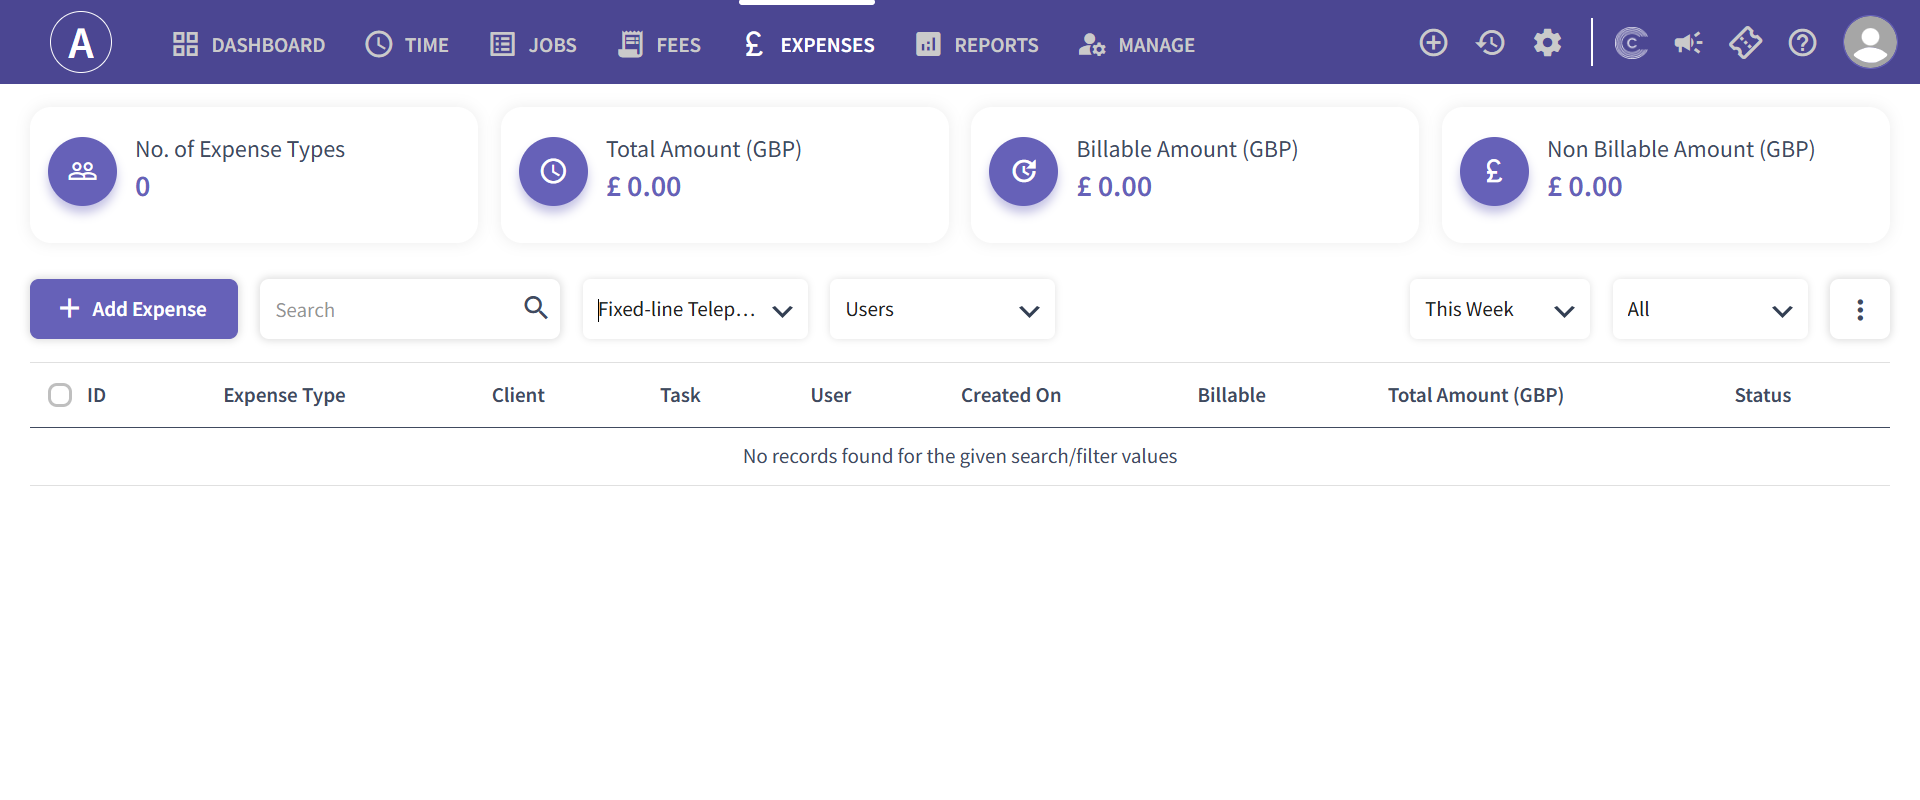 A
DASHBOARD
TIME
JOBS
FEES
£ EXPENSES
REPORTS
MANAGE
C
?
No. of Expense Types
0
Total Amount (GBP)
£ 0.00
Billable Amount (GBP)
£ 0.00
£
Non Billable Amount (GBP)
£ 0.00
+ Add Expense
Search
Fixed-line Telep...
Users
This Week
All
ID Expense Type Client Task User Created On Billable Total Amount (GBP) Status
No records found for the given search/filter values